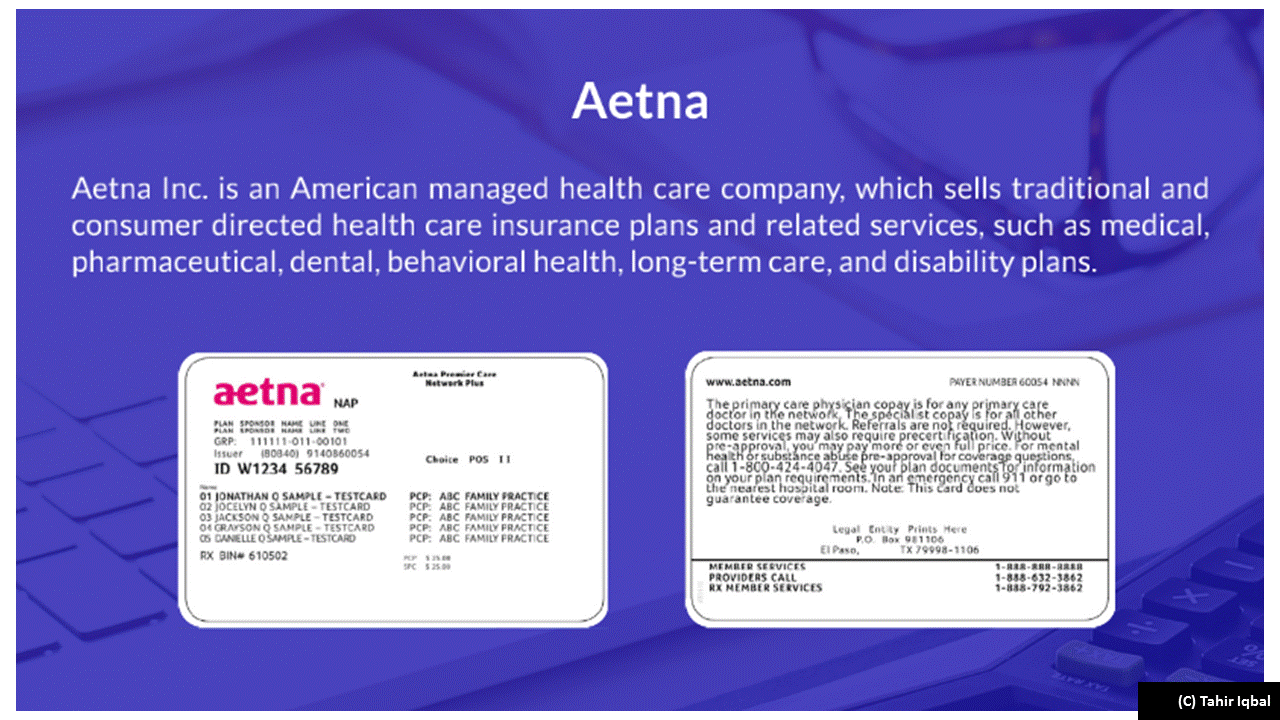 Aetna
Aetna Inc. is an American managed health care company, which sells traditional and
consumer directed health care insurance plans and related services, such as medical,
pharmaceutical, dental, behavioral health, long-term care, and disability plans.
aetna NAP
Aetna Premier Care
Network Plus
PLAN SPONSOR NAME LINE ONE
PLAN SPONSOR NAME LINE TWO
GRP: 111111-011-00101
Issuer (80840) 9140860054
ID W1234 56789
Choice POS II
Name
01 JONATHAN Q SAMPLE – TESTCARD PCP: ABC FAMILY PRACTICE
02 JOCELYN Q SAMPLE – TESTCARD PCP: ABC FAMILY PRACTICE
03 JACKSON Q SAMPLE – TESTCARD PCP: ABC FAMILY PRACTICE
04 GRAYSON Q SAMPLE – TESTCARD PCP: ABC FAMILY PRACTICE
05 DANIELLE Q SAMPLE – TESTCARD PCP: ABC FAMILY PRACTICE
RX BIN# 610502
PCP $ 25.00
SPC $ 25.00
www.aetna.com PAYER NUMBER 60054 NNNN
The primary care physician copay is for any primary care
doctor in the network. The specialist copay is for all other
doctors in the network. Referrals are not required. However,
some services may also require precertification. Without
pre-approval, you may pay more or even full price. For mental
health or substance abuse pre-approval for coverage questions,
call 1-800-424-4047. See your plan documents for information
on your plan requirements. In an emergency call 911 or go to
the nearest hospital room. Note: This card does not
guarantee coverage.
Legal Entity Prints Here
P.O. Box 981106
El Paso, TX 79998-1106
MEMBER SERVICES 1-888-888-8888
PROVIDERS CALL 1-888-632-3862
RX MEMBER SERVICES 1-888-792-3862
%
SET
TAX RATE
(C) Tahir Iqbal